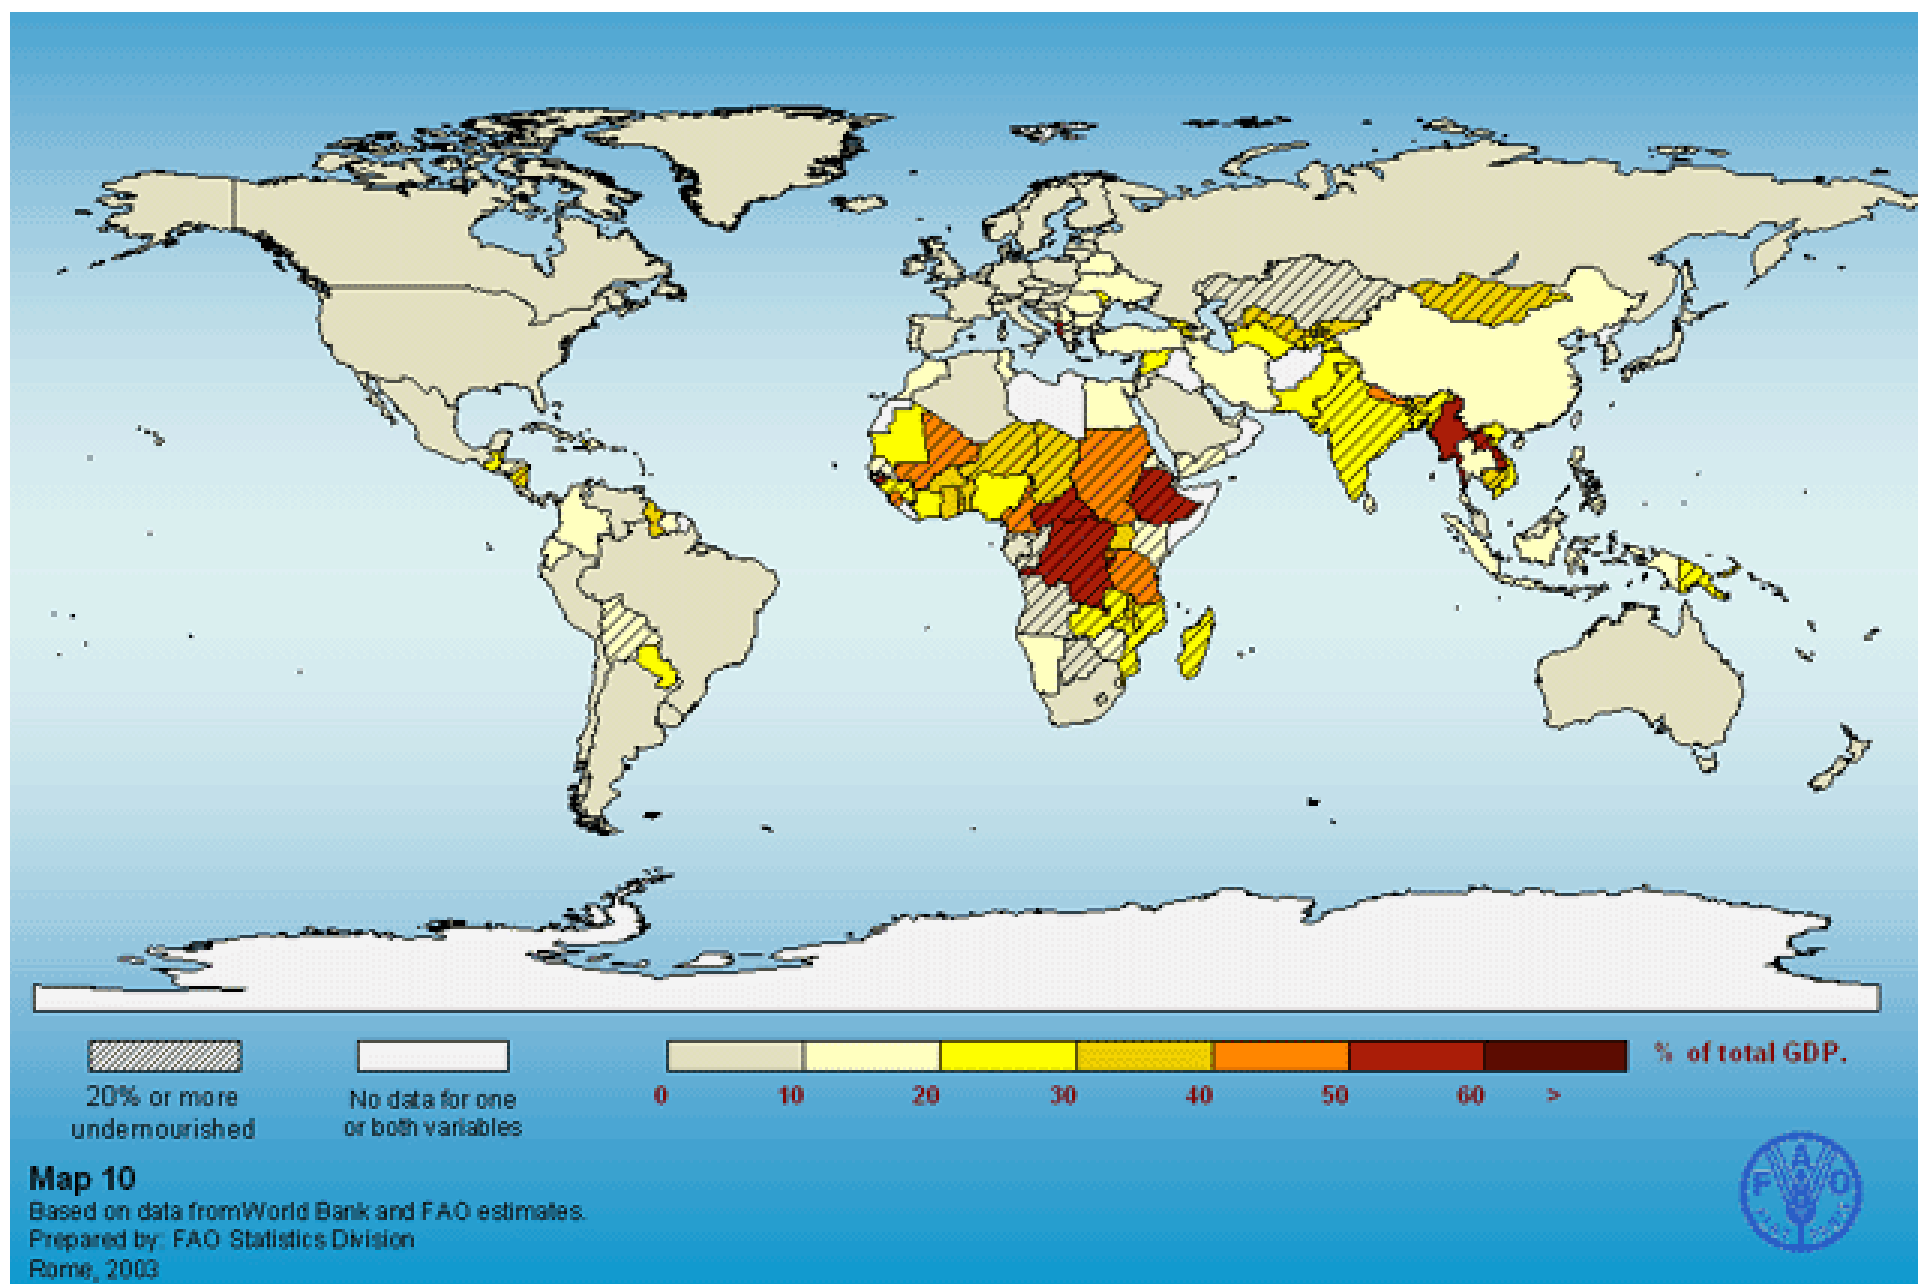 % of total GDP.
0 10 20 30 40 50 60 >
20% or more
undernourished
No data for one
or both variables
Map 10
Based on data fromWorld Bank and FAO estimates.
Prepared by: FAO Statistics Division
Rome, 2003
F A O